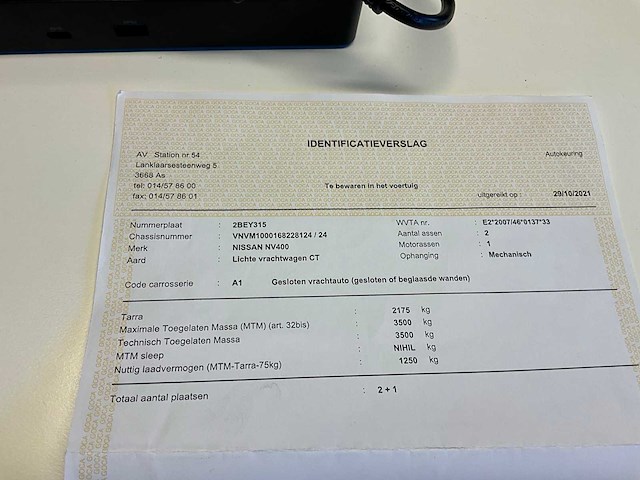 IDENTIFICATIEVERSLAG
AV. Station nr.54 Autokeuring
Lanklaarsesteenweg 5
3668 As
tel: 014/57 86 00 Te bewaren in het voertuig
fax: 014/57 86 01 uitgereikt op : 29/10/2021
Nummerplaat : 2BEY315 WVTA nr. : E2*2007/46*0137*33
Chassisnummer : VNVM1000168228124 / 24 Aantal assen : 2
Merk : NISSAN NV400 Motorassen : 1
Aard : Lichte vrachtwagen CT Ophanging : Mechanisch
Code carrosserie : A1 Gesloten vrachtauto (gesloten of beglaasde wanden)
Tarra : 2175 kg
Maximale Toegelaten Massa (MTM) (art. 32bis) : 3500 kg
Technisch Toegelaten Massa : 3500 kg
MTM sleep : NIHIL kg
Nuttig laadvermogen (MTM-Tarra-75kg) : 1250 kg
Totaal aantal plaatsen : 2 + 1